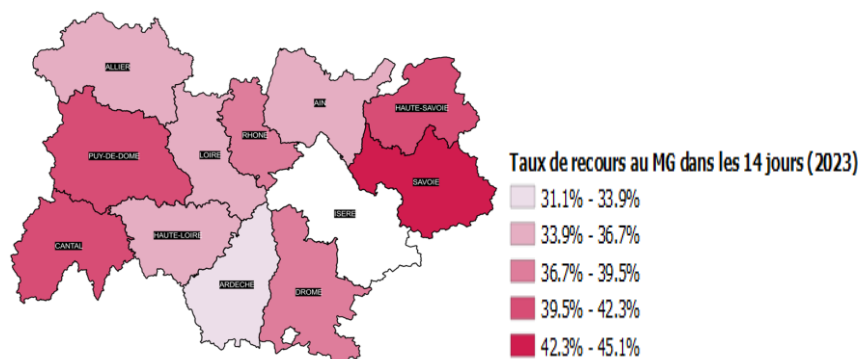 ALLIER
AIN
HAUTE-SAVOIE
RHONE
PUY-DE-DOME
LOIRE
SAVOIE
ISERE
HAUTE-LOIRE
CANTAL
ARDECHE
DROME
Taux de recours au MG dans les 14 jours (2023)
31.1% - 33.9%
33.9% - 36.7%
36.7% - 39.5%
39.5% - 42.3%
42.3% - 45.1%